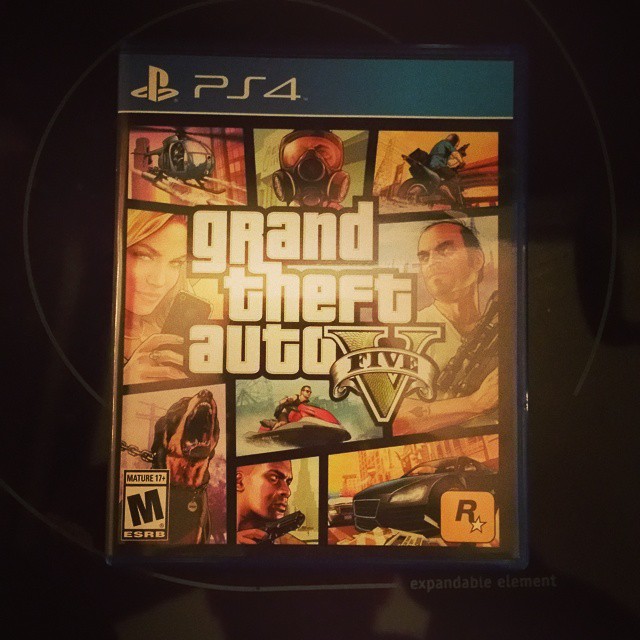 PS4
grand
theft
auto
FIVE
MATURE 17+
M
ESRB
R
expandable element